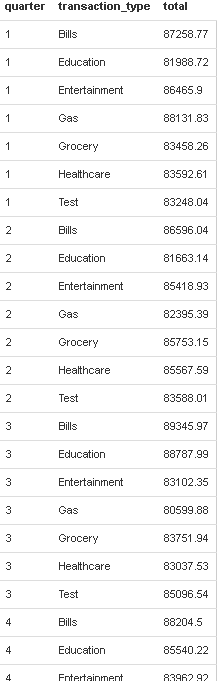 quarter transaction_type total
1 Bills 87258.77
1 Education 81988.72
1 Entertainment 86465.9
1 Gas 88131.83
1 Grocery 83458.26
1 Healthcare 83592.61
1 Test 83248.04
2 Bills 86596.04
2 Education 81663.14
2 Entertainment 85418.93
2 Gas 82395.39
2 Grocery 85753.15
2 Healthcare 85567.59
2 Test 83588.01
3 Bills 89345.97
3 Education 88787.99
3 Entertainment 83102.35
3 Gas 80599.88
3 Grocery 83751.94
3 Healthcare 83037.53
3 Test 85096.54
4 Bills 88204.5
4 Education 85540.22
4 Entertainment 83962.92